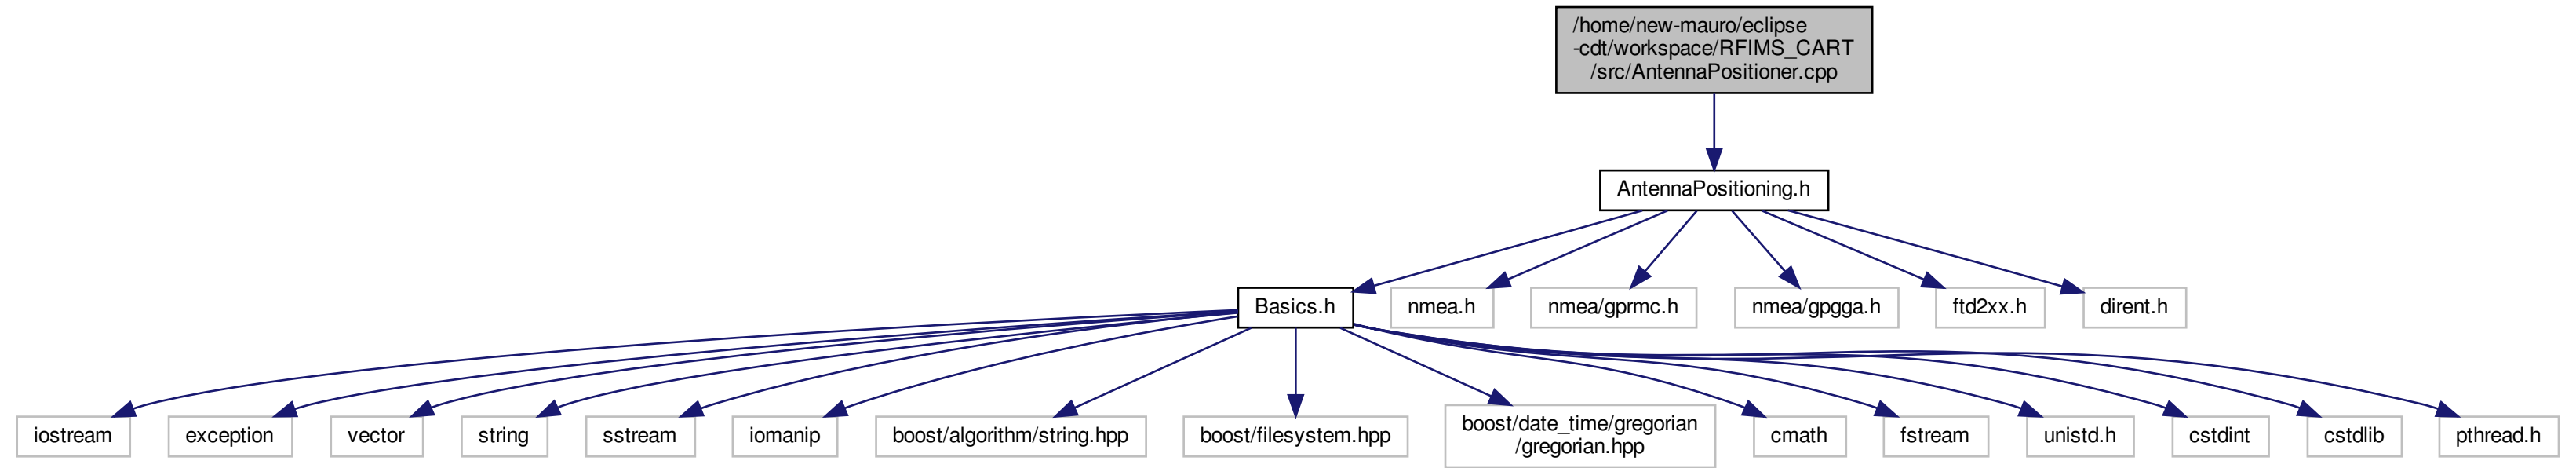 /home/new-mauro/eclipse
-cdt/workspace/RFIMS_CART
/src/AntennaPositioner.cpp
AntennaPositioning.h
Basics.h
nmea.h
nmea/gprmc.h
nmea/gpgga.h
ftd2xx.h
dirent.h
iostream
exception
vector
string
sstream
iomanip
boost/algorithm/string.hpp
boost/filesystem.hpp
boost/date_time/gregorian
/gregorian.hpp
cmath
fstream
unistd.h
cstdint
cstdlib
pthread.h